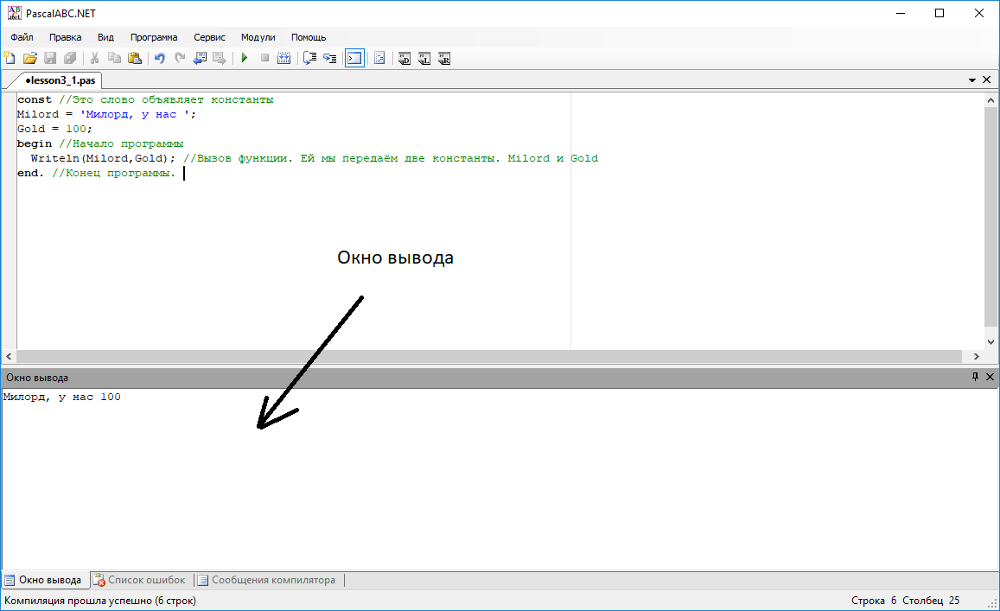 PascalABC.NET
Файл Правка Вид Программа Сервис Модули Помощь
•lesson3_1.pas
const //Это слово объявляет константы
Milord = 'Милорд, у нас ';
Gold = 100;
begin //Начало программы
  Writeln(Milord,Gold); //Вызов функции. Ей мы передаём две константы. Milord и Gold
end. //Конец программы.
Окно вывода
Окно вывода
Милорд, у нас 100
Окно вывода Список ошибок Сообщения компилятора
Компиляция прошла успешно (6 строк) Строка 6 Столбец 25